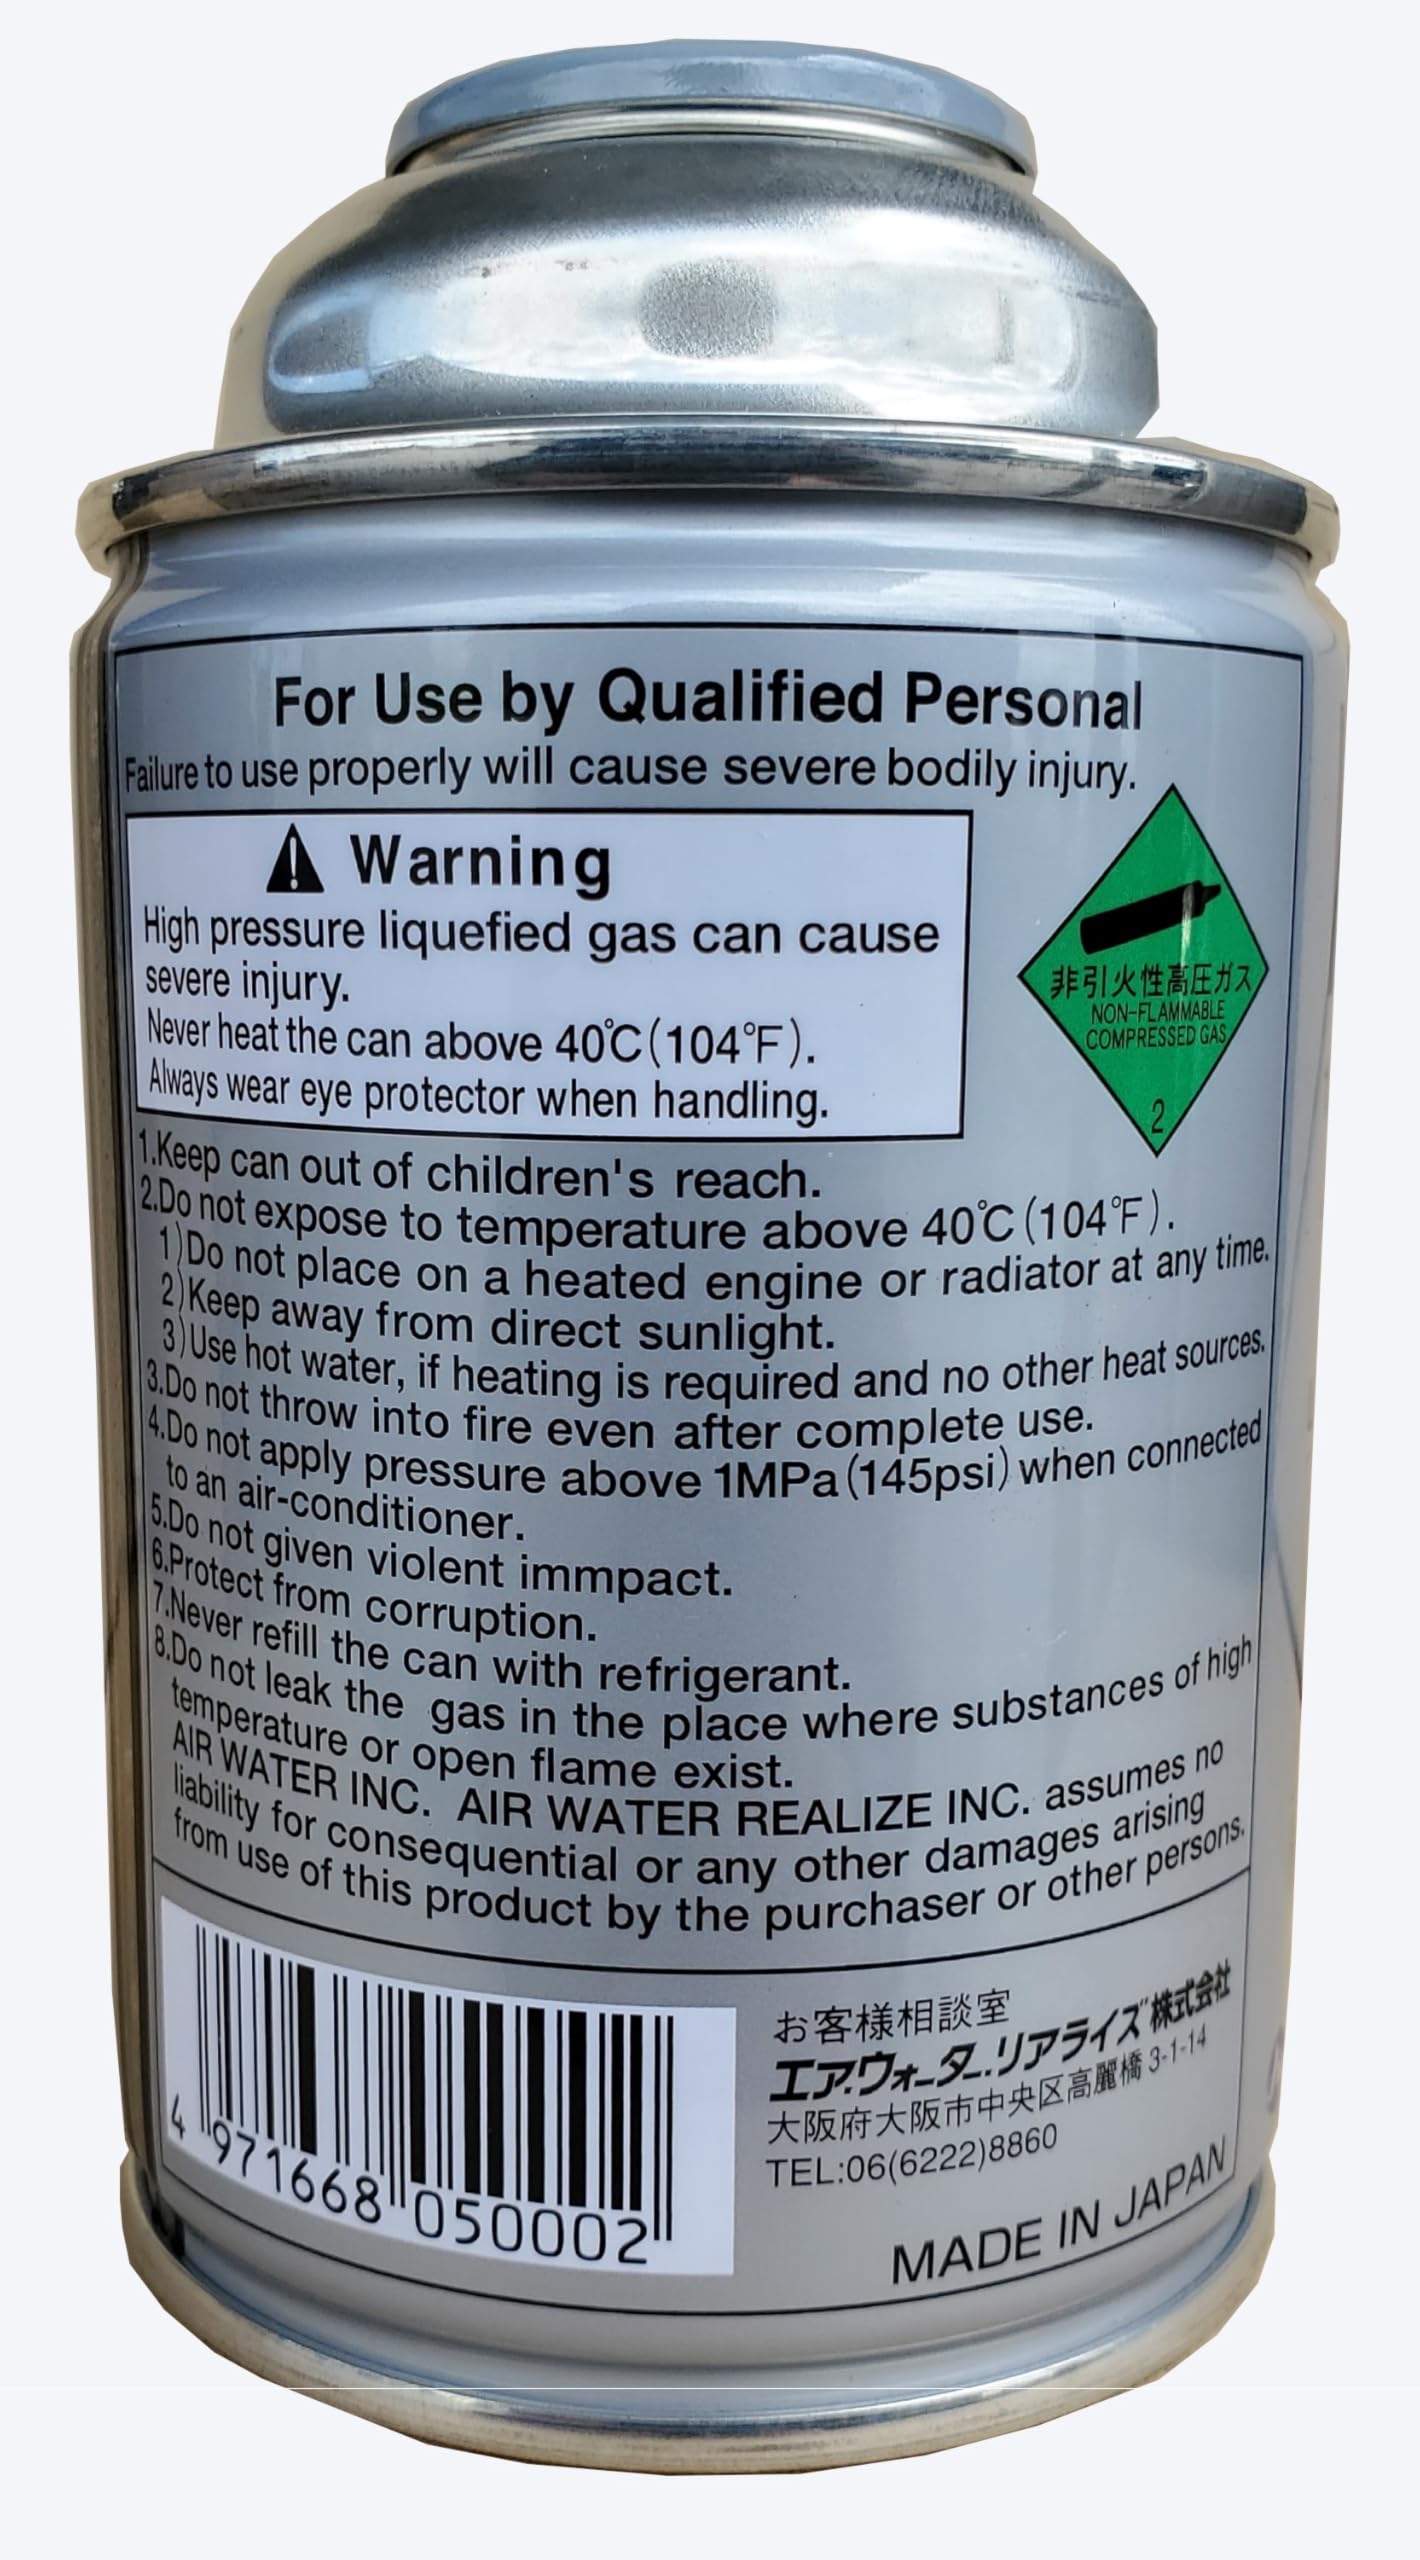 For Use by Qualified Personal
Failure to use properly will cause severe bodily injury.
Warning
High pressure liquefied gas can cause
severe injury.
Never heat the can above 40℃(104℉).
Always wear eye protector when handling.
非引火性高圧ガス
NON-FLAMMABLE
COMPRESSED GAS
2
1.Keep can out of children's reach.
2.Do not expose to temperature above 40℃(104℉).
1)Do not place on a heated engine or radiator at any time.
2)Keep away from direct sunlight.
3)Use hot water, if heating is required and no other heat sources.
3.Do not throw into fire even after complete use.
4.Do not apply pressure above 1MPa(145psi) when connected
to an air-conditioner.
5.Do not given violent immpact.
6.Protect from corruption.
7.Never refill the can with refrigerant.
8.Do not leak the gas in the place where substances of high
temperature or open flame exist.
AIR WATER INC. AIR WATER REALIZE INC. assumes no
liability for consequential or any other damages arising
from use of this product by the purchaser or other persons.
4 971668 050002
お客様相談室
エア・ウォータ・リアライズ株式会社
大阪府大阪市中央区高麗橋3-1-14
TEL:06(6222)8860
MADE IN JAPAN